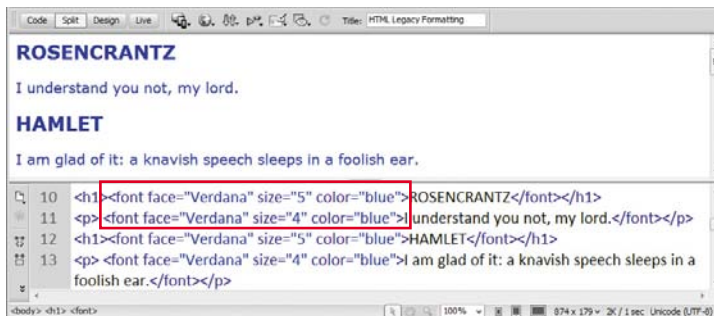 Code Split Design Live Title: HTML Legacy Formatting
ROSENCRANTZ
I understand you not, my lord.
HAMLET
I am glad of it: a knavish speech sleeps in a foolish ear.
10 <h1><font face="Verdana" size="5" color="blue">ROSENCRANTZ</font></h1>
11 <p> <font face="Verdana" size="4" color="blue">I understand you not, my lord.</font></p>
12 <h1><font face="Verdana" size="5" color="blue">HAMLET</font></h1>
13 <p> <font face="Verdana" size="4" color="blue">I am glad of it: a knavish speech sleeps in a
foolish ear.</font></p>
<body> <h1> <font> 100% 874 x 179 2K / 1 sec Unicode (UTF-8)